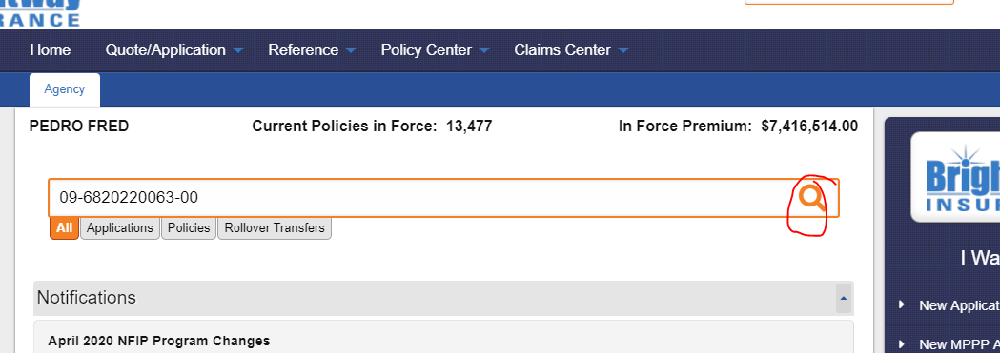 RANCE
Home Quote/Application Reference Policy Center Claims Center
Agency
PEDRO FRED Current Policies in Force: 13,477 In Force Premium: $7,416,514.00
09-6820220063-00
All Applications Policies Rollover Transfers
Notifications
April 2020 NFIP Program Changes
Brigh
INSU
I Wa
New Applicat
New MPPP A